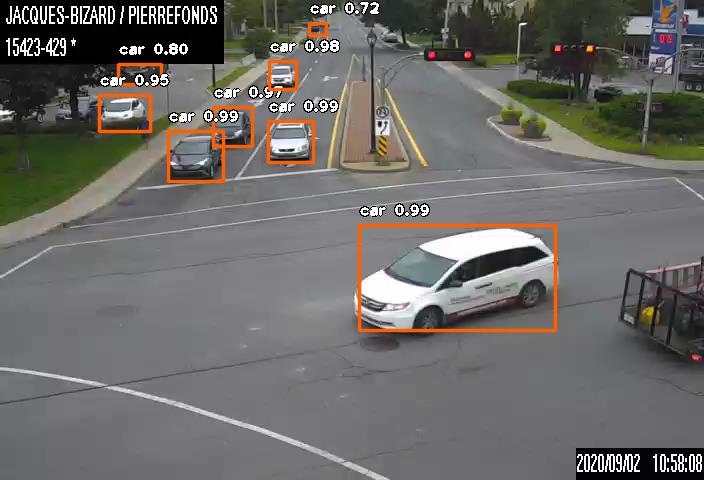 JACQUES-BIZARD / PIERREFONDS
15423-429 *
car 0.72
car 0.80
car 0.98
car 0.95
car 0.97
car 0.99
car 0.99
car 0.99
2020/09/02 10:58:08